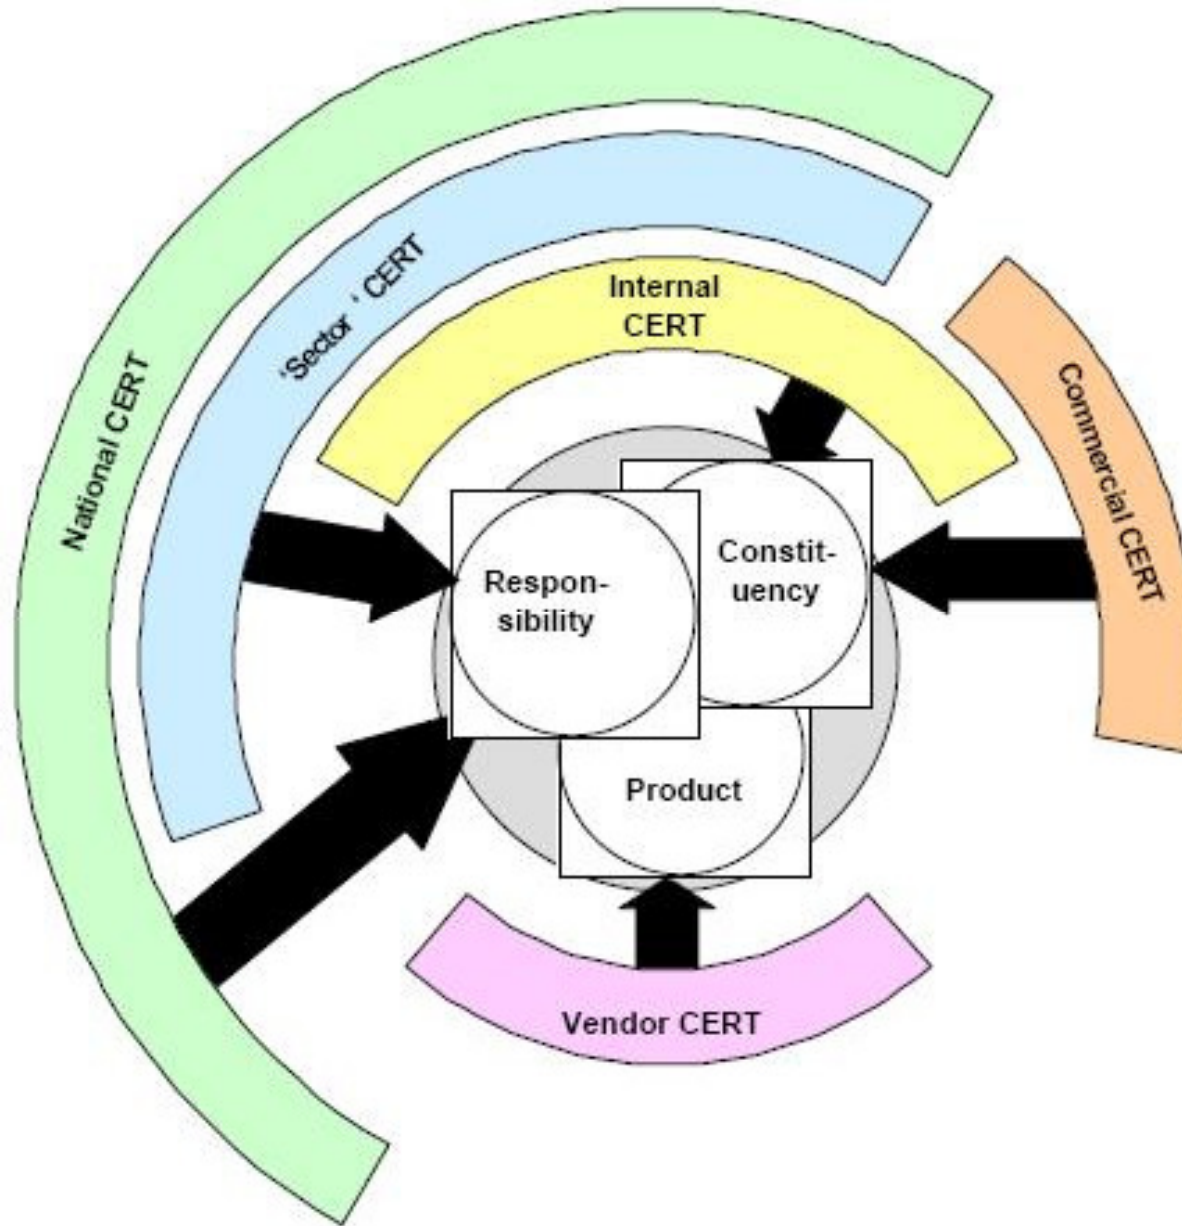 National CERT
‘Sector ‘ CERT
Internal
CERT
Commercial CERT
Respon-
sibility
Constit-
uency
Product
Vendor CERT